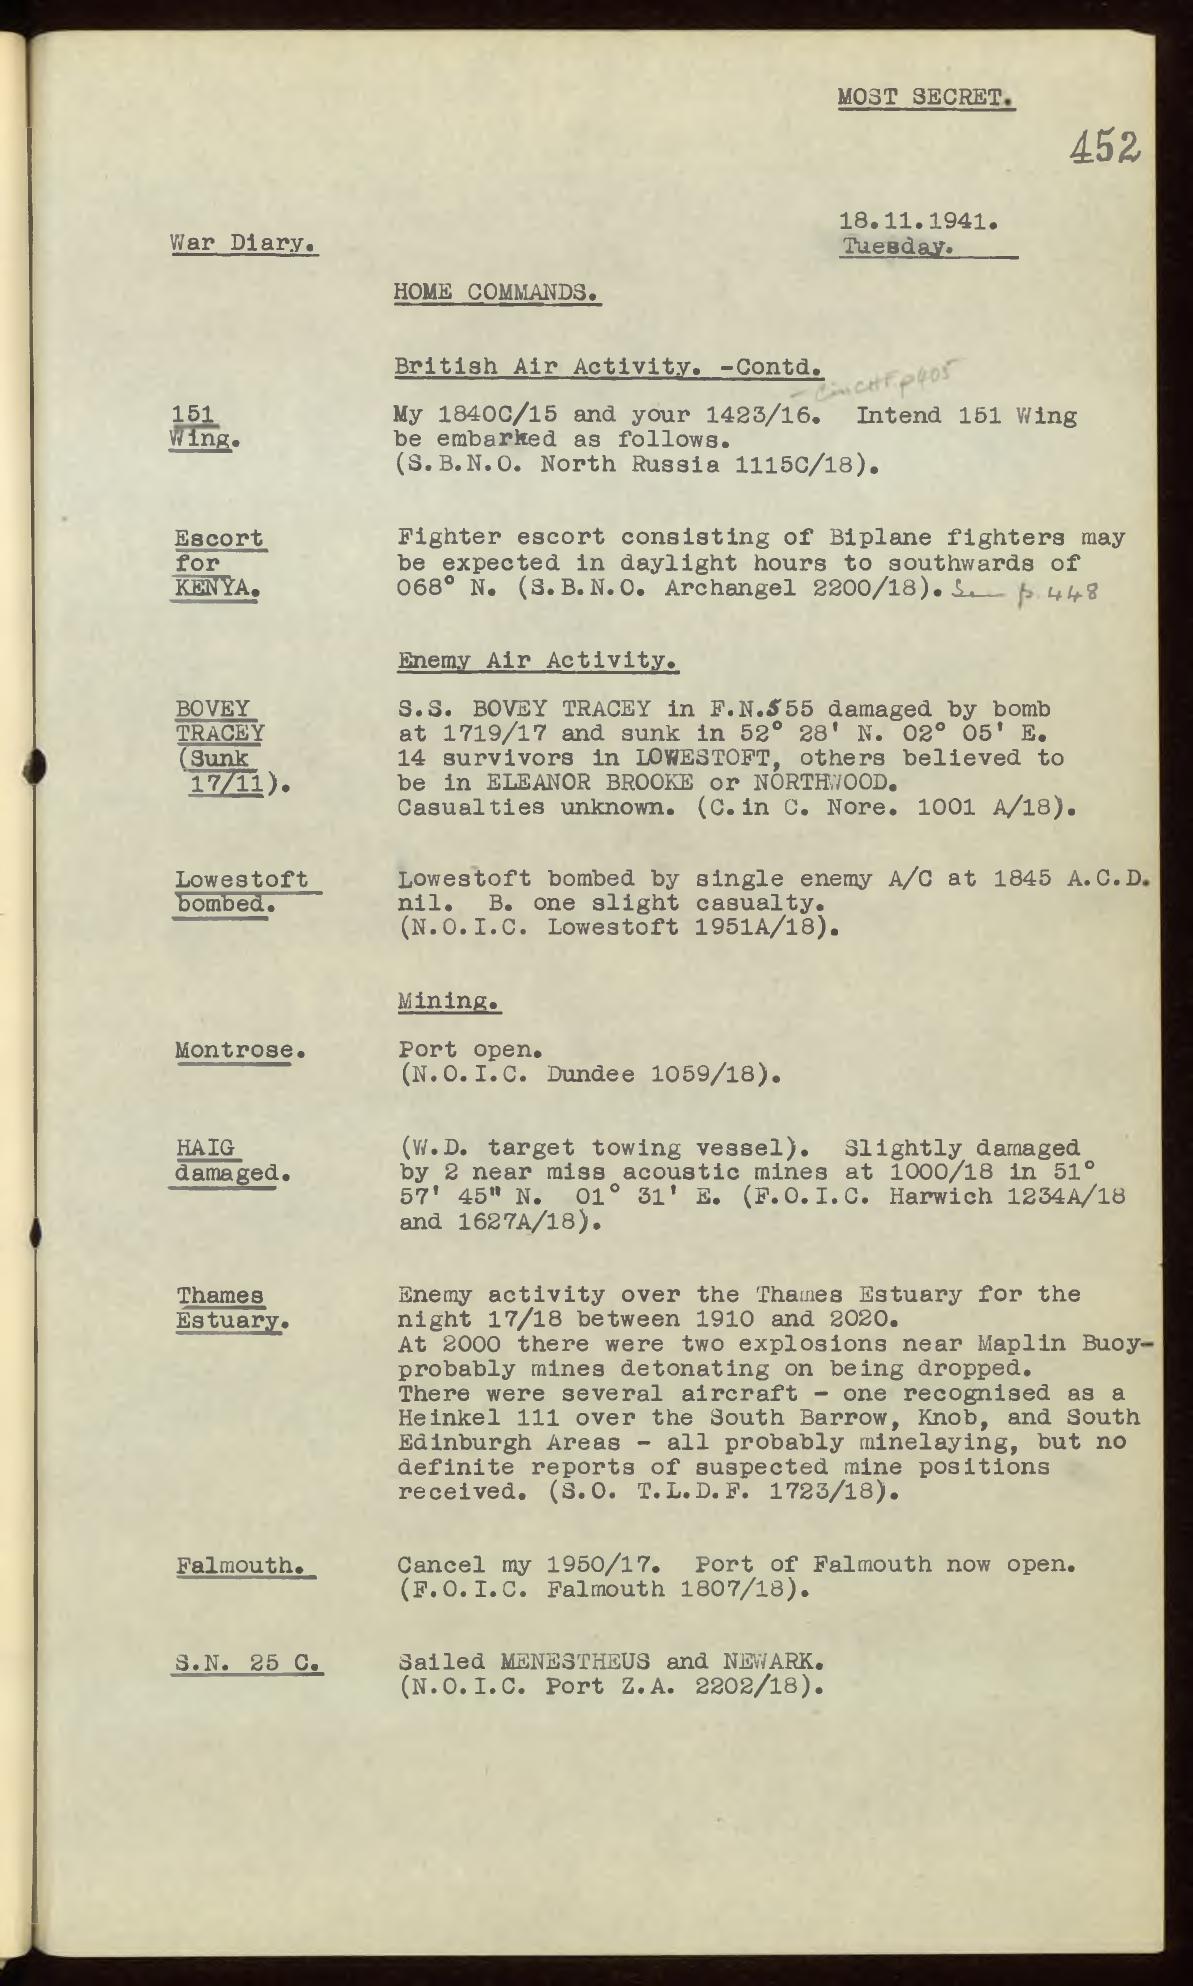 MOST SECRET.
452
18.11.1941.
War Diary.
Tuesday.
HOME COMMANDS.
British Air Activity. -Contd.
- CinCHF p405
151
Wing.
My 1840C/15 and your 1423/16. Intend 151 Wing
be embarked as follows.
(S.B.N.O. North Russia 1115C/18).
Escort
for
KENYA.
Fighter escort consisting of Biplane fighters may
be expected in daylight hours to southwards of
068° N. (S.B.N.O. Archangel 2200/18). See p. 448
Enemy Air Activity.
BOVEY
TRACEY
(Sunk
17/11).
S.S. BOVEY TRACEY in F.N.555 damaged by bomb
at 1719/17 and sunk in 52° 28' N. 02° 05' E.
14 survivors in LOWESTOFT, others believed to
be in ELEANOR BROOKE or NORTHWOOD.
Casualties unknown. (C.in C. Nore. 1001 A/18).
Lowestoft
bombed.
Lowestoft bombed by single enemy A/C at 1845 A.C.D.
nil. B. one slight casualty.
(N.O.I.C. Lowestoft 1951A/18).
Mining.
Montrose.
Port open.
(N.O.I.C. Dundee 1059/18).
HAIG
damaged.
(W.D. target towing vessel). Slightly damaged
by 2 near miss acoustic mines at 1000/18 in 51°
57' 45" N. 01° 31' E. (F.O.I.C. Harwich 1234A/18
and 1627A/18).
Thames
Estuary.
Enemy activity over the Thames Estuary for the
night 17/18 between 1910 and 2020.
At 2000 there were two explosions near Maplin Buoy-
probably mines detonating on being dropped.
There were several aircraft - one recognised as a
Heinkel 111 over the South Barrow, Knob, and South
Edinburgh Areas - all probably minelaying, but no
definite reports of suspected mine positions
received. (S.O. T.L.D.F. 1723/18).
Falmouth.
Cancel my 1950/17. Port of Falmouth now open.
(F.O.I.C. Falmouth 1807/18).
S.N. 25 C.
Sailed MENESTHEUS and NEWARK.
(N.O.I.C. Port Z.A. 2202/18).